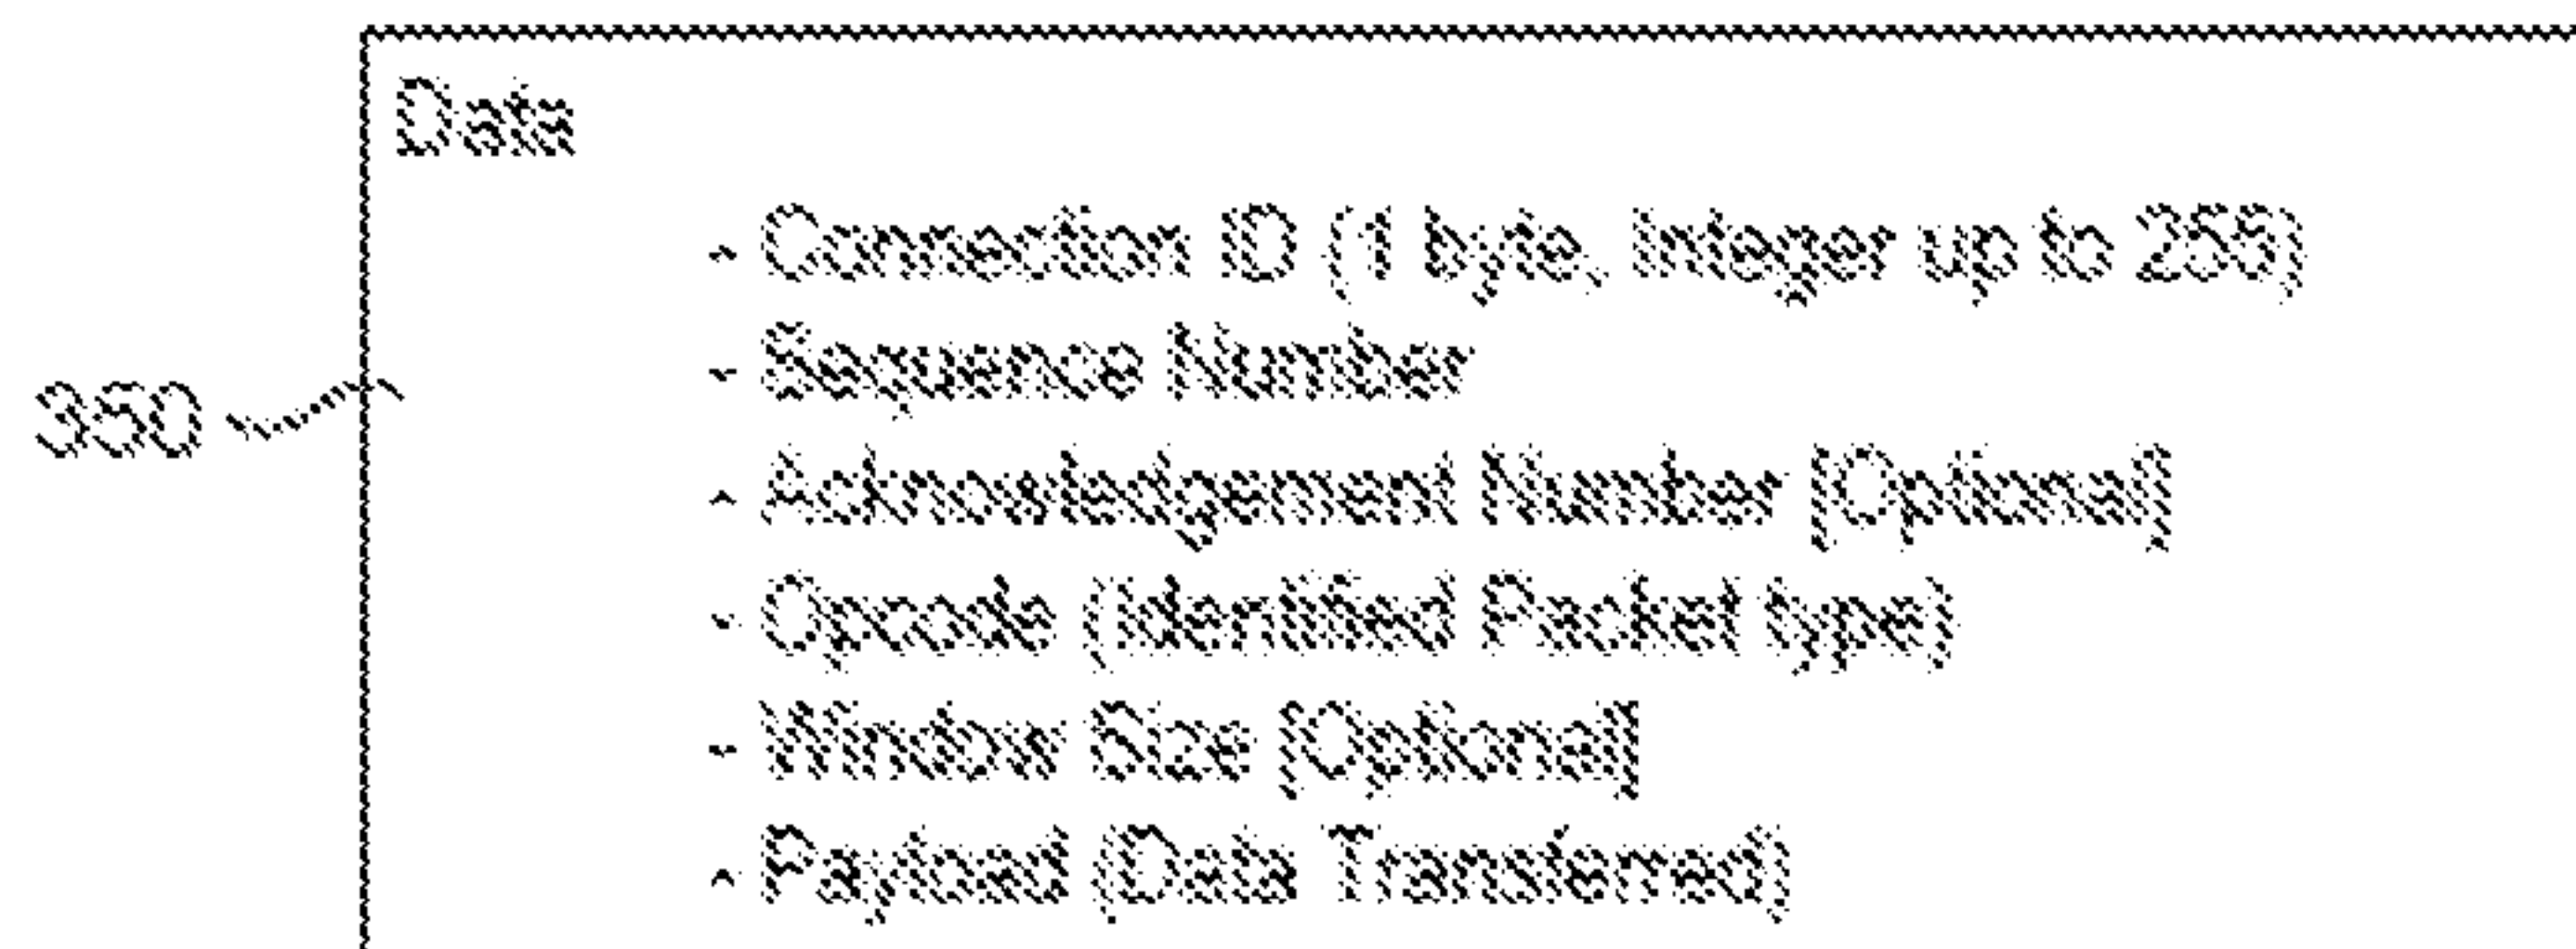 Data
- Connection ID (1 byte, Integer up to 255)
- Sequence Number
350
- Acknowledgement Number [Optional]
- Opcode (Identified Packet type)
- Window Size [Optional]
- Payload (Data Transferred)